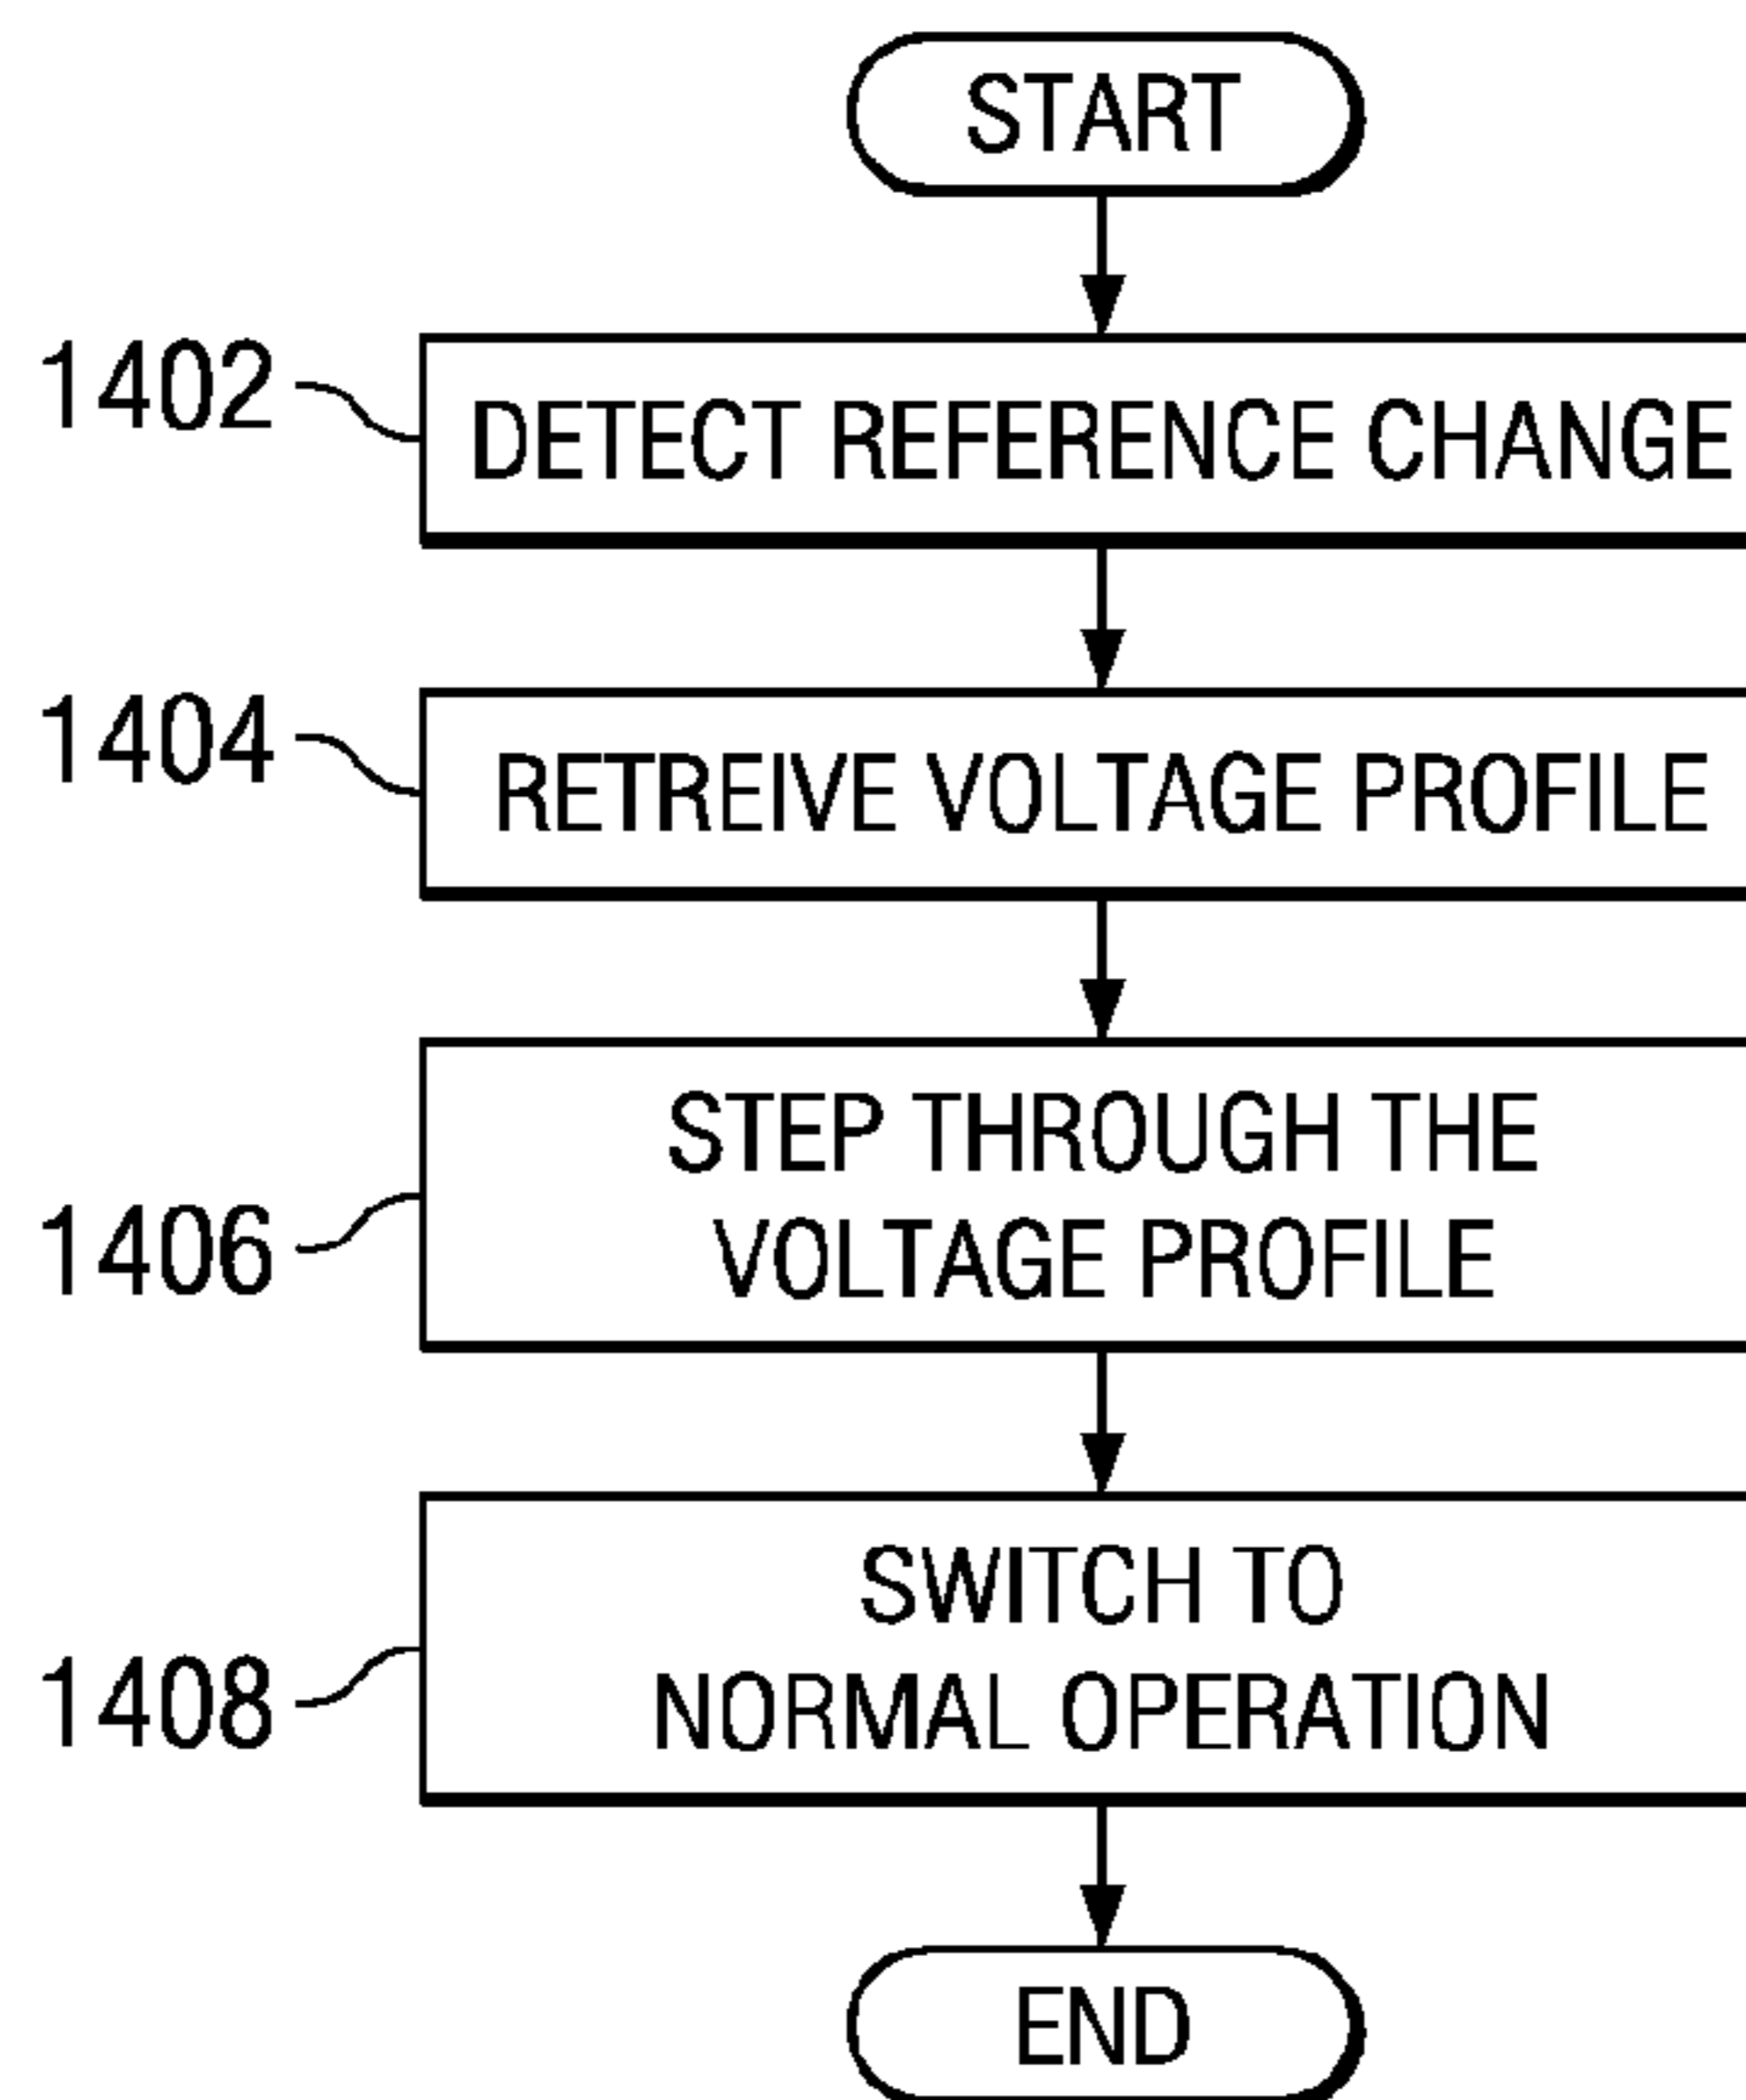 START
1402
DETECT REFERENCE CHANGE
1404
RETREIVE VOLTAGE PROFILE
1406
STEP THROUGH THE
VOLTAGE PROFILE
1408
SWITCH TO
NORMAL OPERATION
END